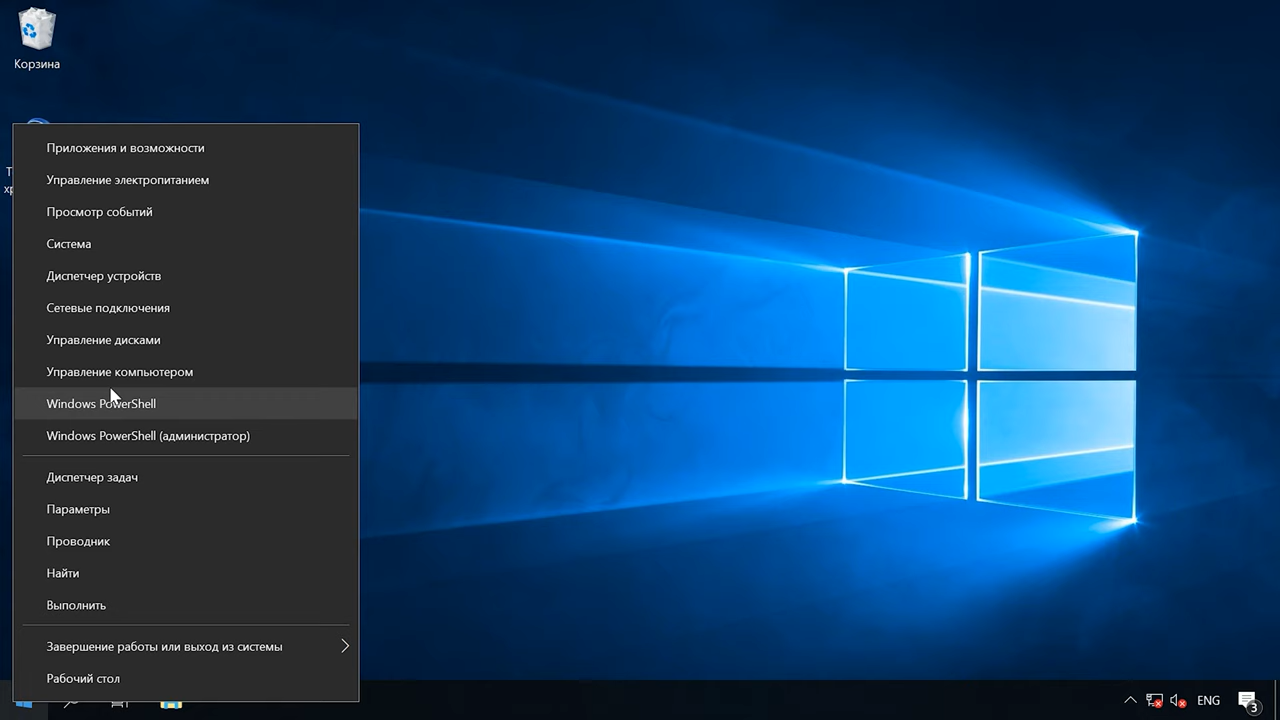 Корзина
Приложения и возможности
Управление электропитанием
Просмотр событий
Система
Диспетчер устройств
Сетевые подключения
Управление дисками
Управление компьютером
Windows PowerShell
Windows PowerShell (администратор)
Диспетчер задач
Параметры
Проводник
Найти
Выполнить
Завершение работы или выход из системы
Рабочий стол
ENG
3